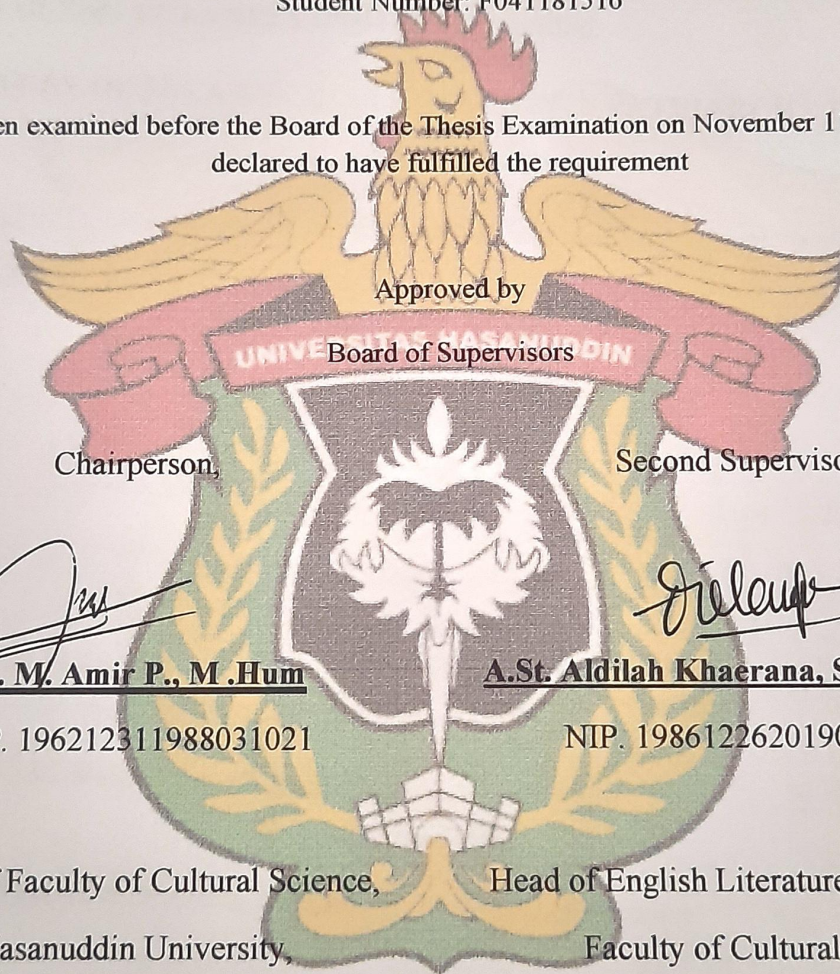 Student Number: F041181516
en examined before the Board of the Thesis Examination on November 1
declared to have fulfilled the requirement
Approved by
UNIVERSITAS HASANUDDIN
Board of Supervisors
Chairperson, Second Superviso
. M. Amir P., M .Hum A.St. Aldilah Khaerana, S
. 196212311988031021 NIP. 1986122620190
Faculty of Cultural Science, Head of English Literature
asanuddin University, Faculty of Cultural